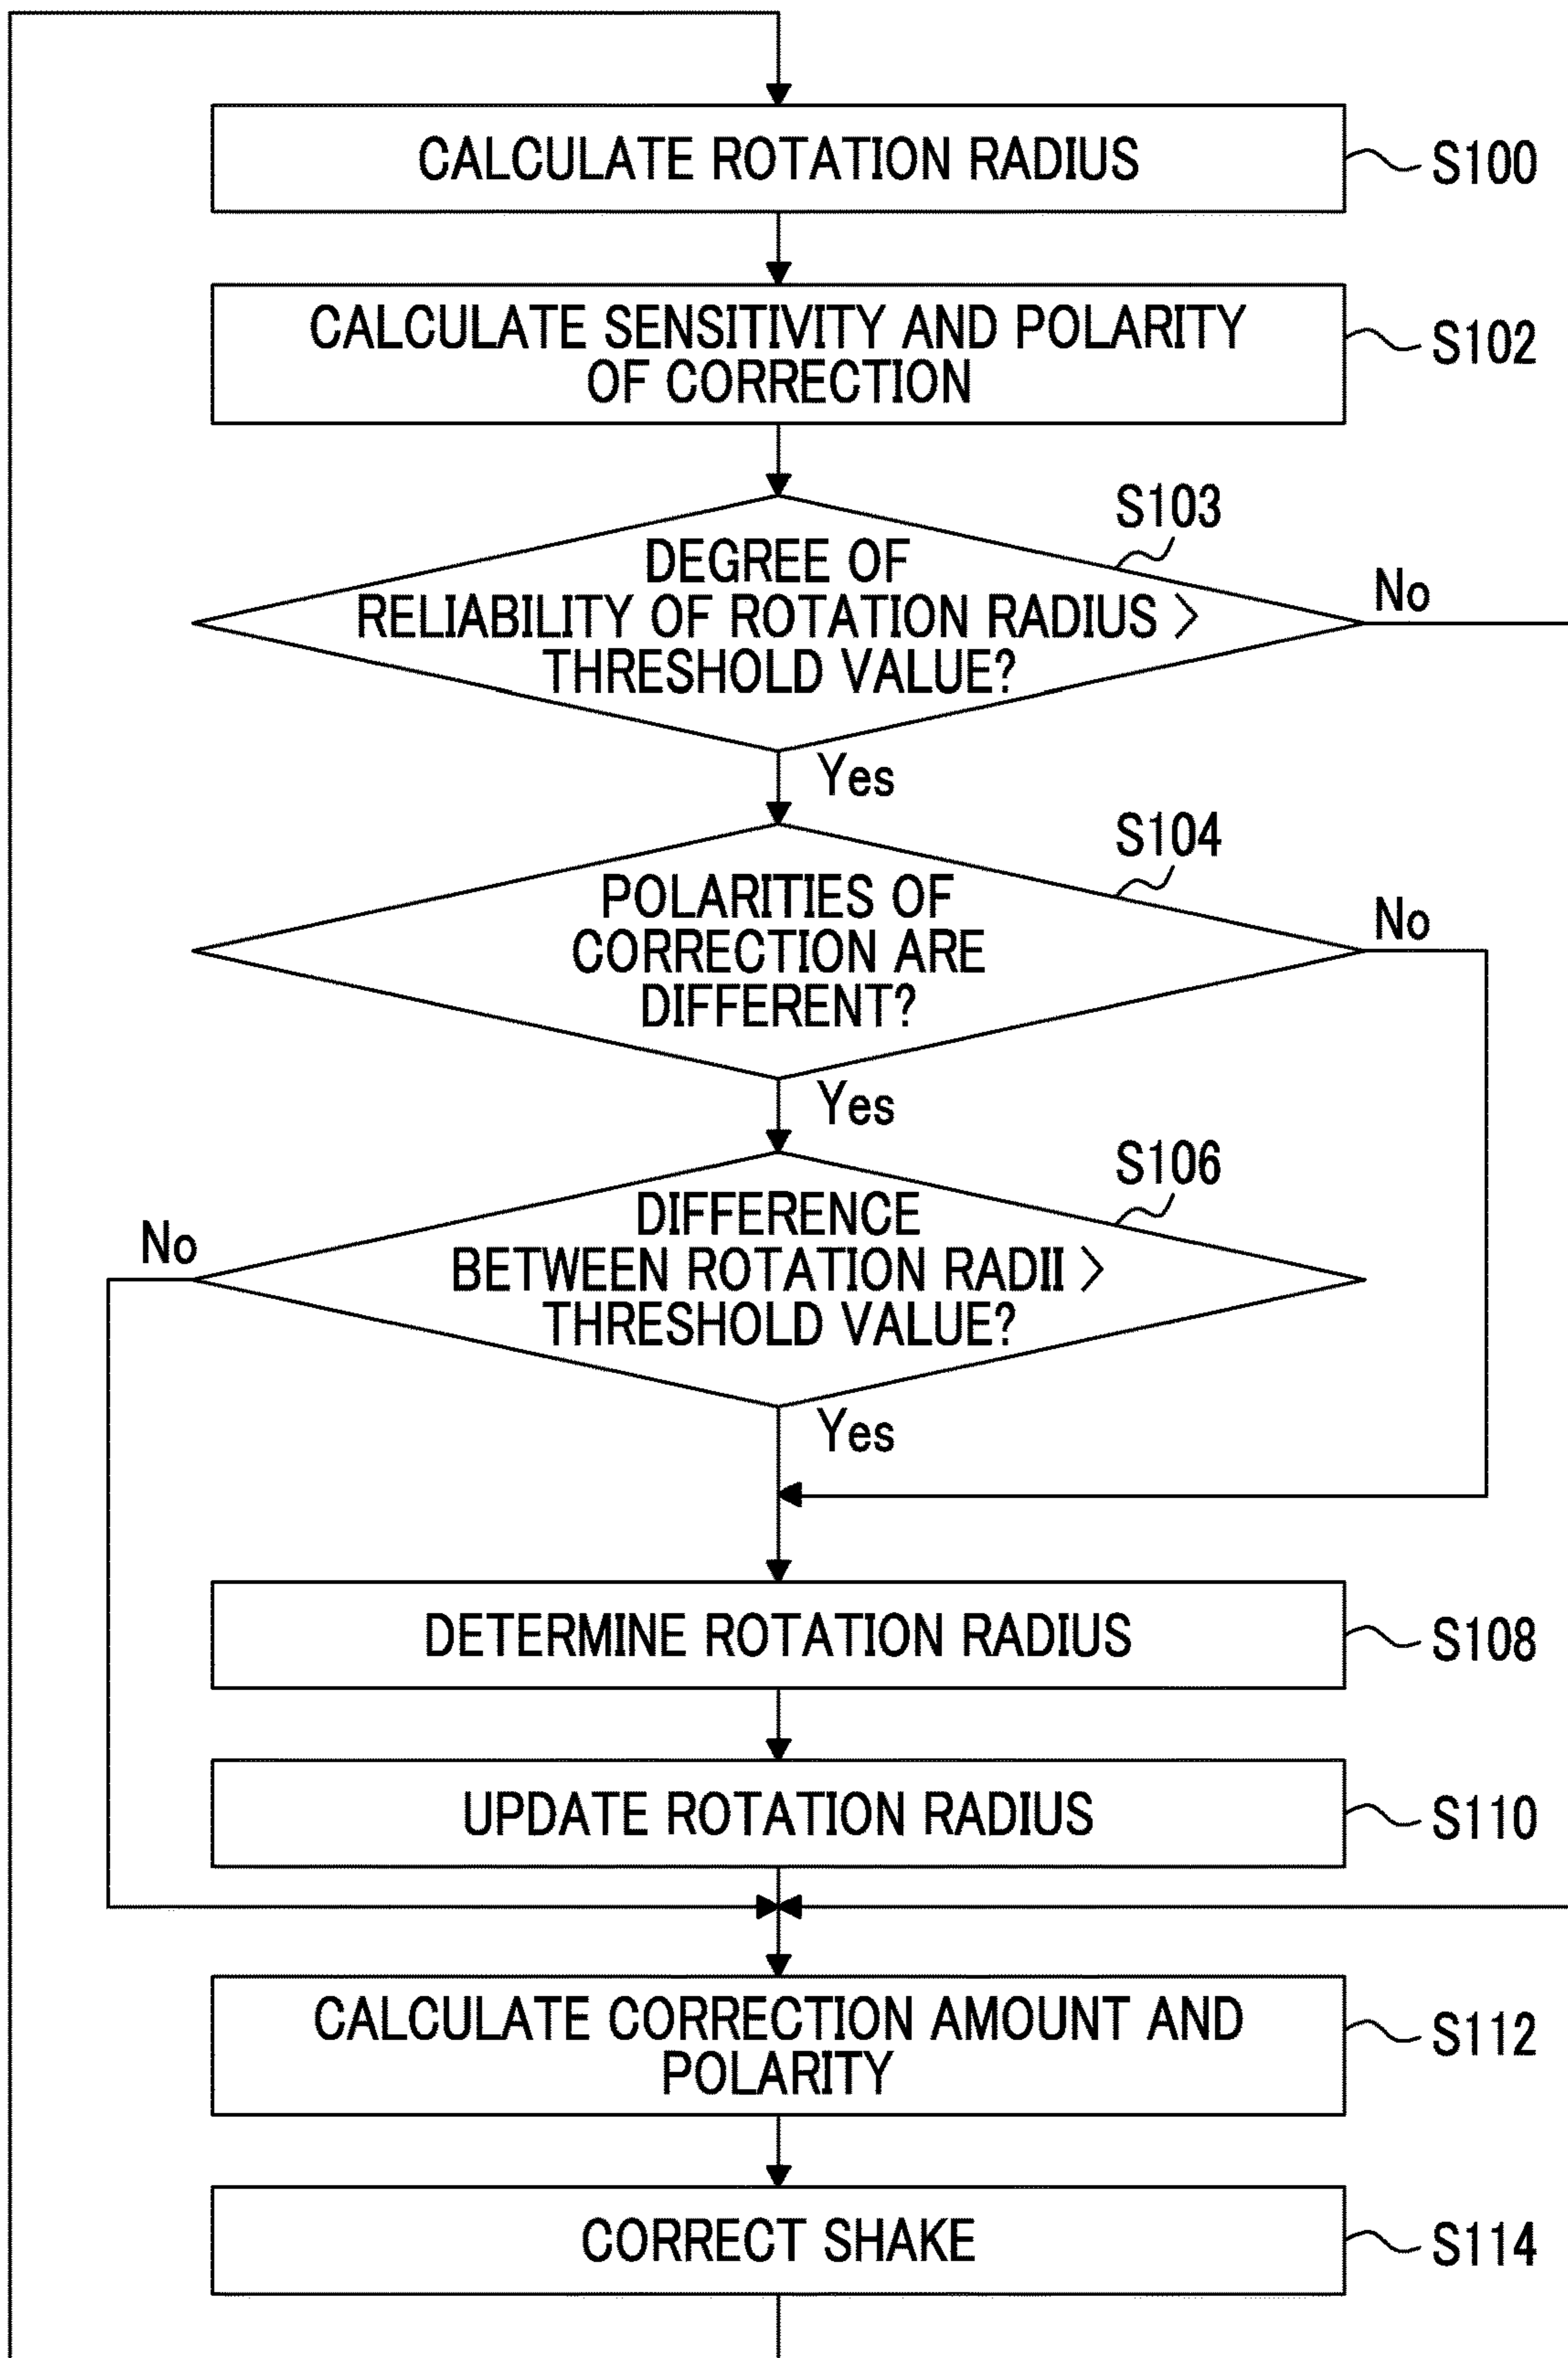 CALCULATE ROTATION RADIUS
S100
CALCULATE SENSITIVITY AND POLARITY
OF CORRECTION
S102
S103
DEGREE OF
RELIABILITY OF ROTATION RADIUS >
THRESHOLD VALUE?
No
Yes
S104
POLARITIES OF
CORRECTION ARE
DIFFERENT?
No
Yes
S106
DIFFERENCE
BETWEEN ROTATION RADII >
THRESHOLD VALUE?
No
Yes
DETERMINE ROTATION RADIUS
S108
UPDATE ROTATION RADIUS
S110
CALCULATE CORRECTION AMOUNT AND
POLARITY
S112
CORRECT SHAKE
S114